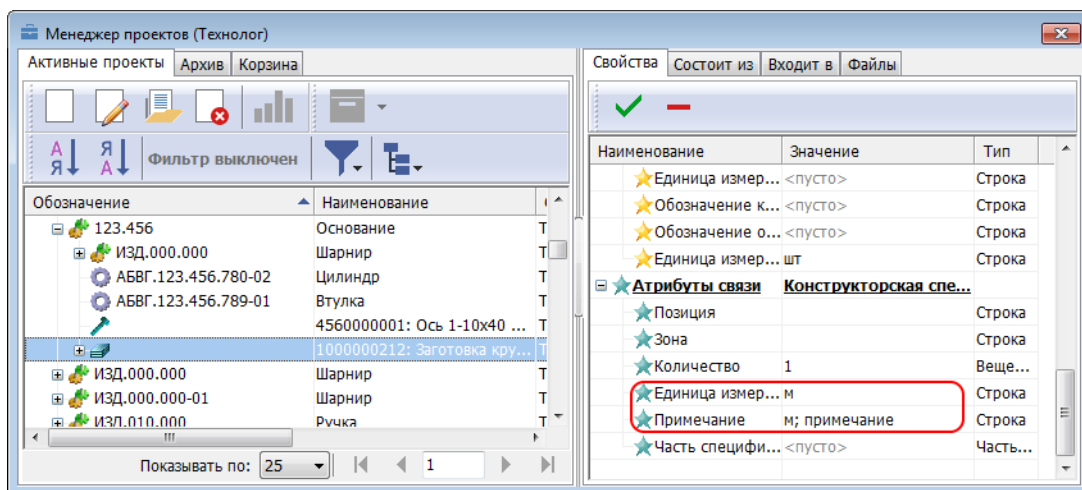 Менеджер проектов (Технолог)
Активные проекты Архив Корзина
А Я Я А Фильтр выключен
Обозначение Наименование
123.456 Основание Т
ИЗД.000.000 Шарнир Т
АБВГ.123.456.780-02 Цилиндр Т
АБВГ.123.456.789-01 Втулка Т
4560000001: Ось 1-10x40 ... Т
1000000212: Заготовка кру... Т
ИЗД.000.000 Шарнир Т
ИЗД.000.000-01 Шарнир Т
ИЗД.010.000 Ручка Т
Показывать по: 25 1
Свойства Состоит из Входит в Файлы
Наименование Значение Тип
Единица измер... <пусто> Строка
Обозначение к... <пусто> Строка
Обозначение о... <пусто> Строка
Единица измер... шт Строка
Атрибуты связи Конструкторская спе...
Позиция Строка
Зона Строка
Количество 1 Веще...
Единица измер... м Строка
Примечание м; примечание Строка
Часть специфи... <пусто> Часть...